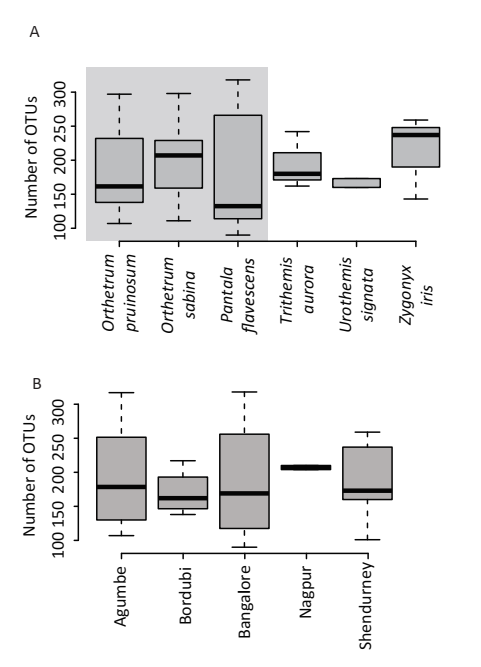 A
Number of OTUs
100 150 200 250 300
Orthetrum
pruinosum
Orthetrum
sabina
Pantala
flavescens
Trithemis
aurora
Urothemis
signata
Zygonyx
iris
B
Number of OTUs
100 150 200 250 300
Agumbe
Bordubi
Bangalore
Nagpur
Shendurney